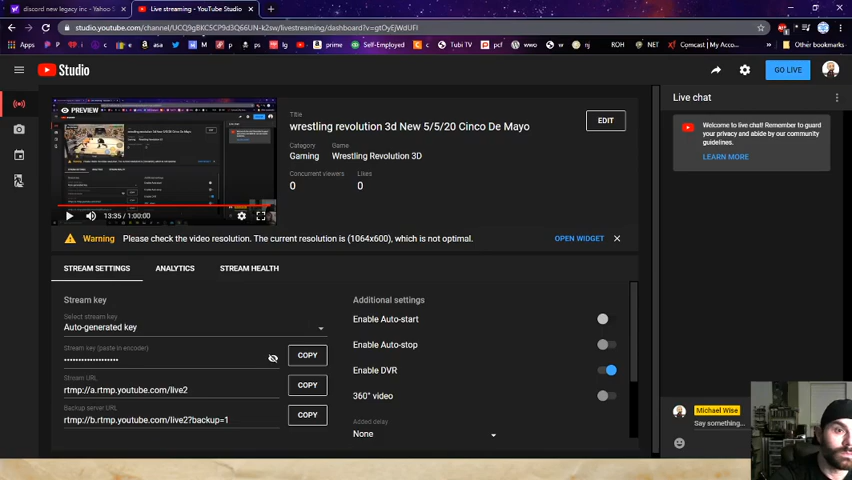 discord new legacy inc - Yahoo S
Live streaming - YouTube Studio
studio.youtube.com/channel/UCQ9gBKC5CP3Q66UN-k2sw/livestreaming/dashboard?v=gtOyEjWdUFI
Apps
asa
M
ig
prime
Self-Employed
Tubi TV
pcf
wwo
nj
ROH
NET
Comcast | My Acco...
Other bookmarks
Studio
GO LIVE
PREVIEW
Title
wrestling revolution 3d New 5/5/20 Cinco De Mayo
EDIT
Category
Game
Gaming
Wrestling Revolution 3D
Concurrent viewers
Likes
0
0
13:35 / 1:00:00
Warning Please check the video resolution. The current resolution is (1064x600), which is not optimal.
OPEN WIDGET
STREAM SETTINGS
ANALYTICS
STREAM HEALTH
Stream key
Select stream key
Auto-generated key
Stream key (paste in encoder)
COPY
Stream URL
rtmp://a.rtmp.youtube.com/live2
COPY
Backup server URL
rtmp://b.rtmp.youtube.com/live2?backup=1
COPY
Additional settings
Enable Auto-start
Enable Auto-stop
Enable DVR
360° video
Added delay
None
Live chat
Welcome to live chat! Remember to guard
your privacy and abide by our community
guidelines.
LEARN MORE
Michael Wise
Say something...